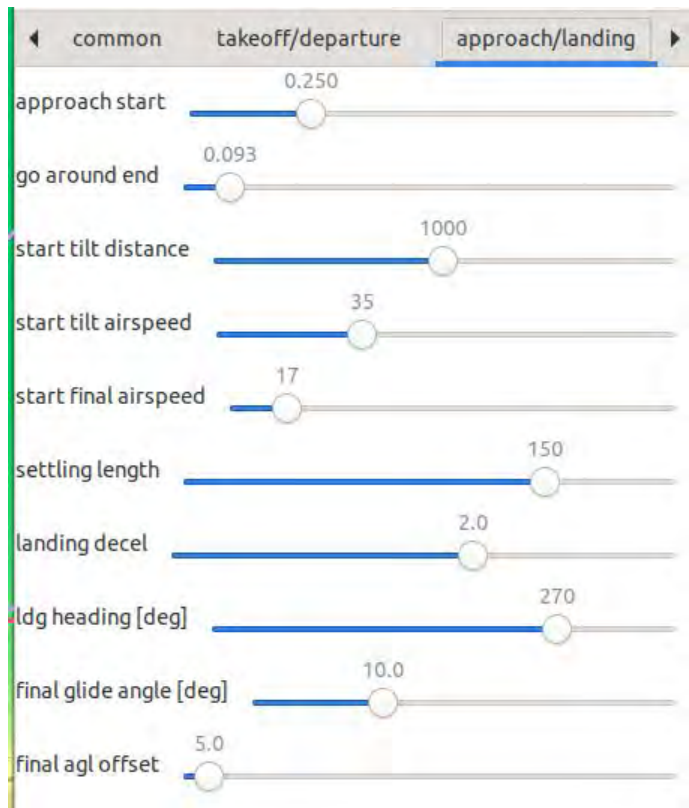 common takeoff/departure approach/landing
0.250
approach start
0.093
go around end
1000
start tilt distance
35
start tilt airspeed
17
start final airspeed
150
settling length
2.0
landing decel
270
ldg heading [deg]
10.0
final glide angle [deg]
5.0
final agl offset